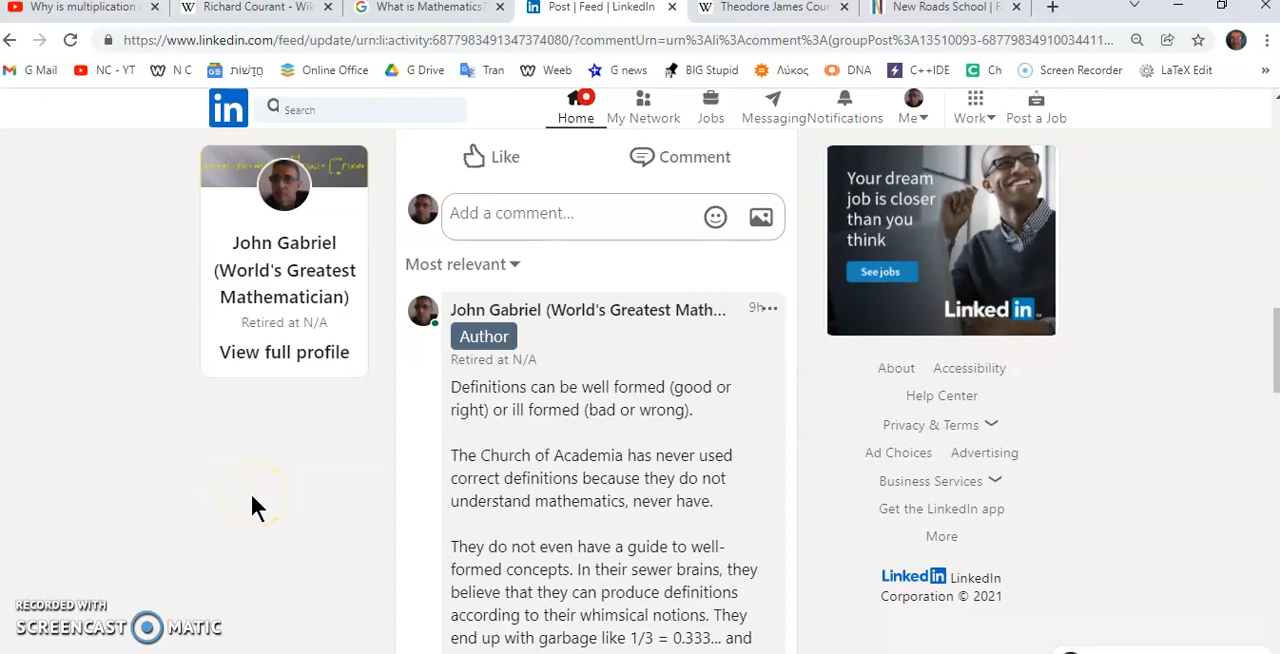 Why is multiplication
Richard Courant - Wik
What is Mathematics?
Post | Feed | LinkedIn
Theodore James Cour
New Roads School | Fa
https://www.linkedin.com/feed/update/urn:li:activity:6877983491347374080/?commentUrn=urn%3Ali%3Acomment%3A(groupPost%3A13510093-68779834910034411...
G Mail
NC - YT
N C
חֲדָשׁוֹת
Online Office
G Drive
Tran
Weeb
G news
BIG Stupid
Λύκος
DNA
C++IDE
Ch
Screen Recorder
LaTeX Edit
»
in
Search
Home
My Network
Jobs
Messaging
Notifications
Me
Work
Post a Job
Like
Comment
Add a comment...
Most relevant
John Gabriel
(World's Greatest
Mathematician)
Retired at N/A
View full profile
John Gabriel (World's Greatest Math...
9h
Author
Retired at N/A
Definitions can be well formed (good or
right) or ill formed (bad or wrong).
The Church of Academia has never used
correct definitions because they do not
understand mathematics, never have.
They do not even have a guide to well-
formed concepts. In their sewer brains, they
believe that they can produce definitions
according to their whimsical notions. They
end up with garbage like 1/3 = 0.333... and
Your dream
job is closer
than you
think
See jobs
Linked in
About Accessibility
Help Center
Privacy & Terms
Ad Choices Advertising
Business Services
Get the LinkedIn app
More
Linked in LinkedIn
Corporation © 2021
RECORDED WITH
SCREENCAST MATIC